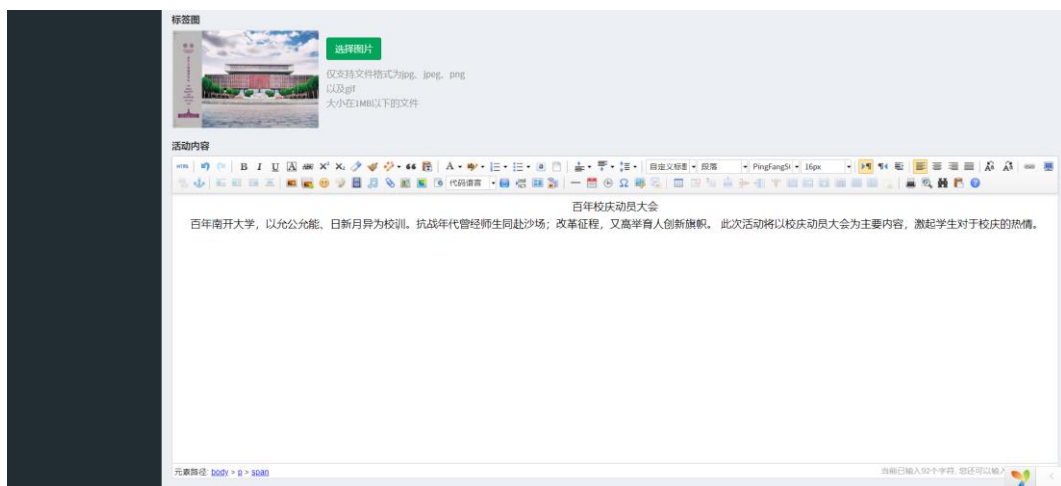 标签图
选择图片
仅支持文件格式为jpg、jpeg、png
以及gif
大小在1MB以下的文件
活动内容
HTML B I U A ABC X² X₂ 66 A 自定义标题 段落 PingFangSC 16px
代码语言
百年校庆动员大会
百年南开大学，以允公允能、日新月异为校训。抗战年代曾经师生同赴沙场；改革征程，又高举育人创新旗帜。 此次活动将以校庆动员大会为主要内容，激起学生对于校庆的热情。
元素路径: body > p > span
当前已输入92个字符, 您还可以输入